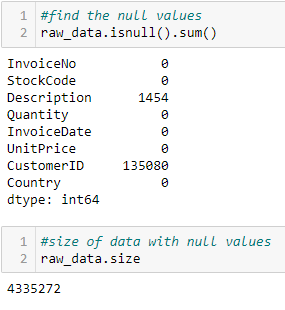 1 #find the null values
2 raw_data.isnull().sum()
InvoiceNo 0
StockCode 0
Description 1454
Quantity 0
InvoiceDate 0
UnitPrice 0
CustomerID 135080
Country 0
dtype: int64
1 #size of data with null values
2 raw_data.size
4335272